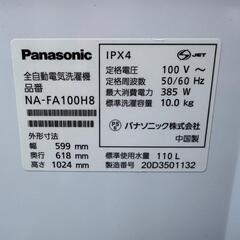 Panasonic
全自動電気洗濯機
品番
NA-FA100H8
外形寸法
幅 599 mm
奥行 618 mm
高さ 1024 mm
IPX4
JET
定格電圧 100 V~
定格周波数 50/60 Hz
最大消費電力 385 W
標準洗濯容量 10.0 kg
PS E
パナソニック株式会社
中国製
標準使用水量 110 L
製造番号 20D3501132